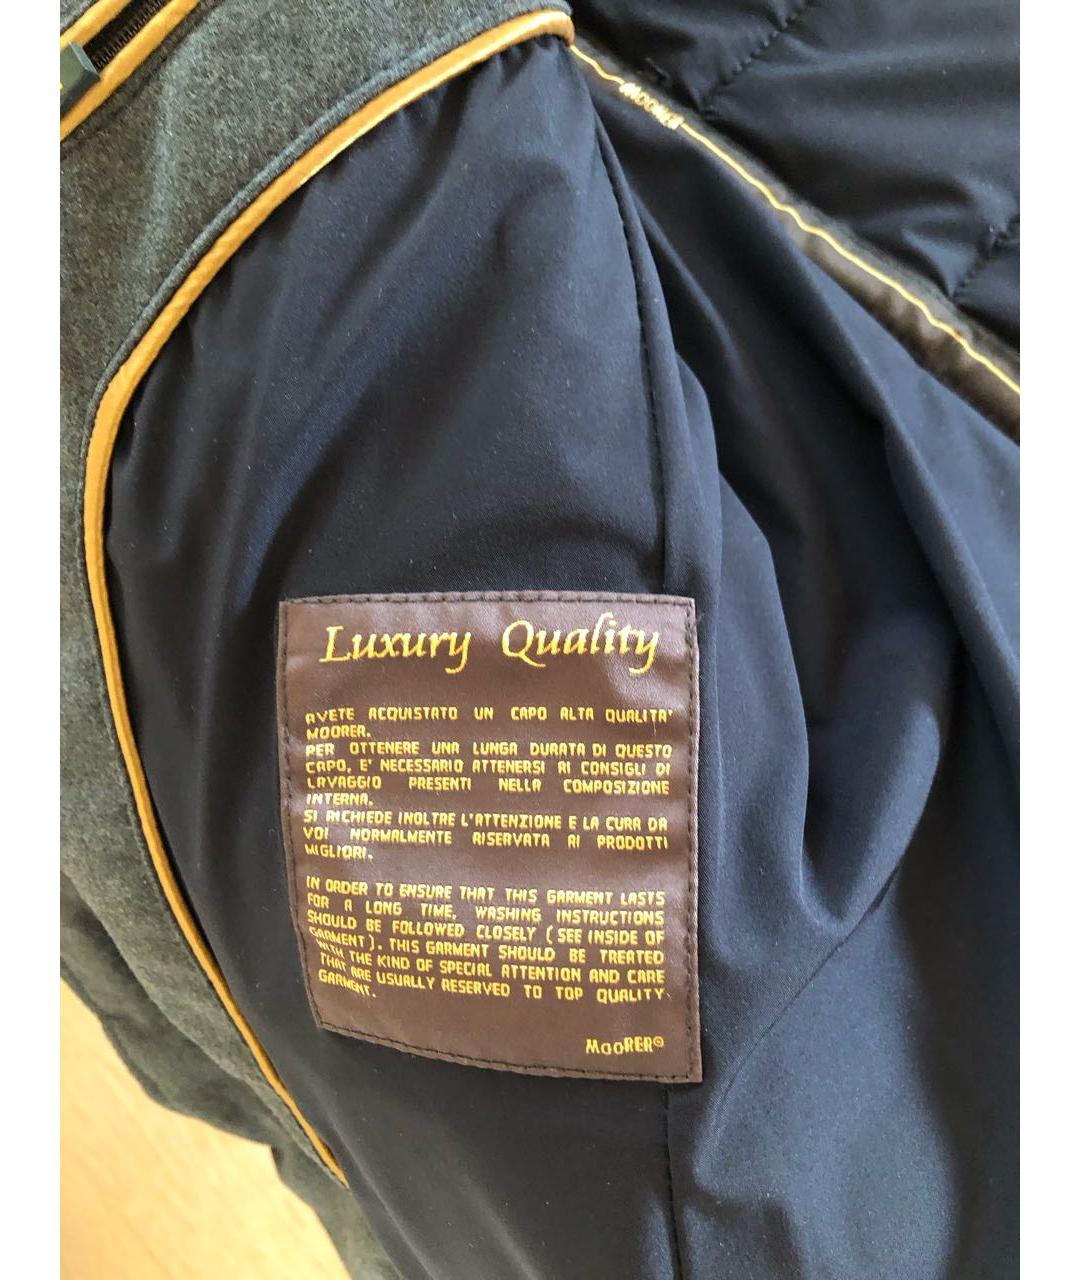 MOORER
Luxury Quality
AVETE ACQUISTATO UN CAPO ALTA QUALITA'
MOORER.
PER OTTENERE UNA LUNGA DURATA DI QUESTO
CAPO, E' NECESSARIO ATTENERSI AI CONSIGLI DI
LAVAGGIO PRESENTI NELLA COMPOSIZIONE
INTERNA.
SI RICHIEDE INOLTRE L'ATTENZIONE E LA CURA DA
VOI NORMALMENTE RISERVATA AI PRODOTTI
MIGLIORI.
IN ORDER TO ENSURE THAT THIS GARMENT LASTS
FOR A LONG TIME, WASHING INSTRUCTIONS
SHOULD BE FOLLOWED CLOSELY (SEE INSIDE OF
GARMENT). THIS GARMENT SHOULD BE TREATED
WITH THE KIND OF SPECIAL ATTENTION AND CARE
THAT ARE USUALLY RESERVED TO TOP QUALITY
GARMENT.
MOORER®